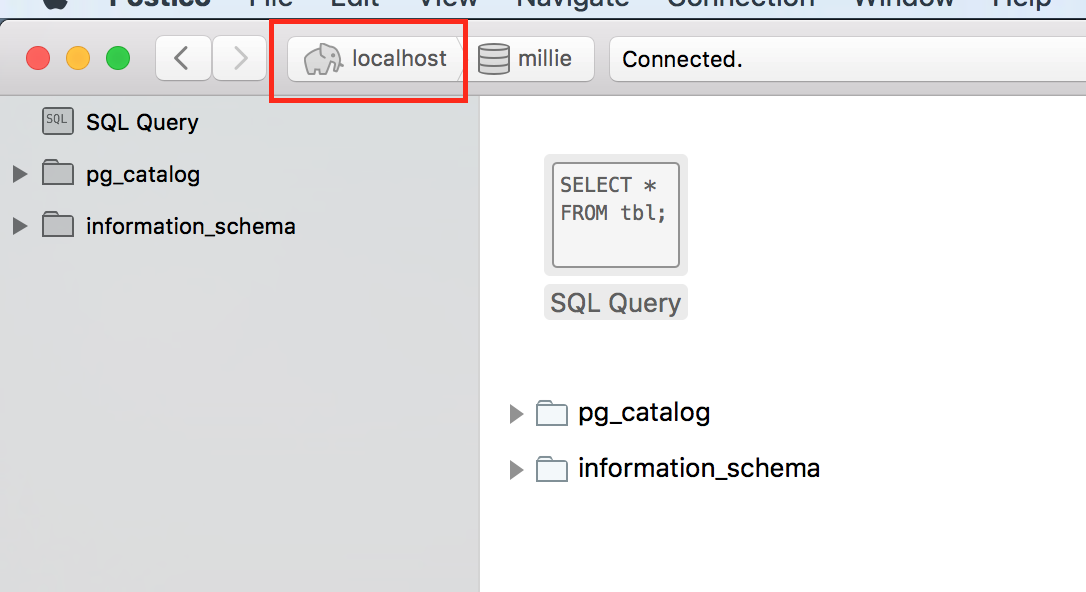 Postico File Edit View Navigate Connection Window Help
localhost millie Connected.
SQL SQL Query
pg_catalog
information_schema
SELECT *
FROM tbl;
SQL Query
pg_catalog
information_schema